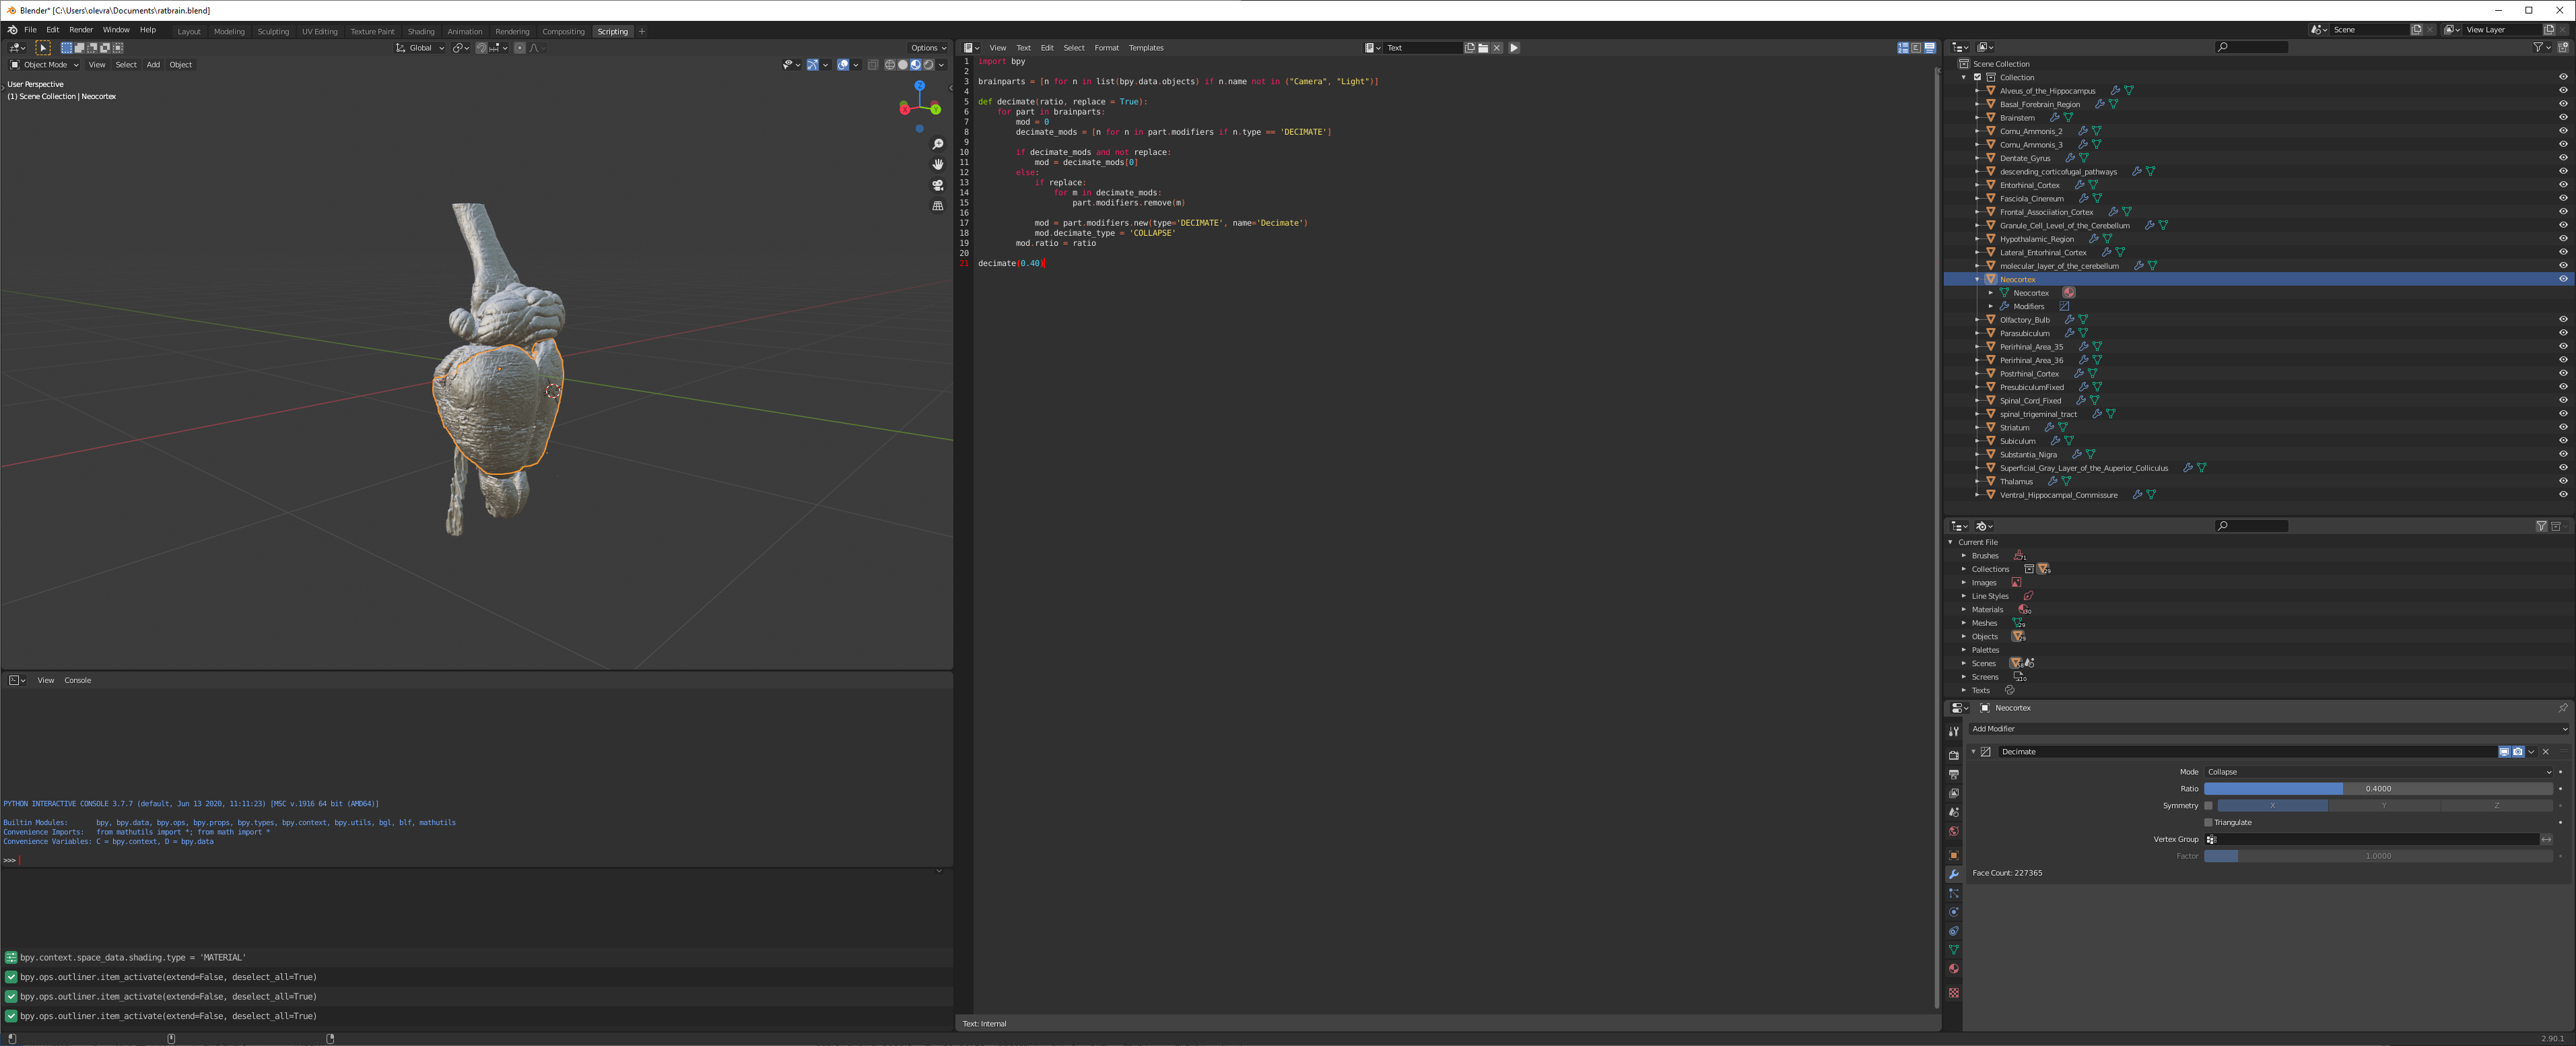 Blender* [C:\Users\olevra\Documents\ratbrain.blend]
File Edit Render Window Help Layout Modeling Sculpting UV Editing Texture Paint Shading Animation Rendering Compositing Scripting + Scene View Layer
Global Options
Object Mode View Select Add Object
User Perspective
(1) Scene Collection | Neocortex
X Y Z
View Console
PYTHON INTERACTIVE CONSOLE 3.7.7 (default, Jun 13 2020, 11:11:23) [MSC v.1916 64 bit (AMD64)]
Builtin Modules: bpy, bpy.data, bpy.ops, bpy.props, bpy.types, bpy.context, bpy.utils, bgl, blf, mathutils
Convenience Imports: from mathutils import *; from math import *
Convenience Variables: C = bpy.context, D = bpy.data
>>>
bpy.context.space_data.shading.type = 'MATERIAL'
bpy.ops.outliner.item_activate(extend=False, deselect_all=True)
bpy.ops.outliner.item_activate(extend=False, deselect_all=True)
bpy.ops.outliner.item_activate(extend=False, deselect_all=True)
View Text Edit Select Format Templates Text
1 import bpy
2
3 brainparts = [n for n in list(bpy.data.objects) if n.name not in ("Camera", "Light")]
4
5 def decimate(ratio, replace = True):
6     for part in brainparts:
7         mod = 0
8         decimate_mods = [n for n in part.modifiers if n.type == 'DECIMATE']
9
10         if decimate_mods and not replace:
11             mod = decimate_mods[0]
12         else:
13             if replace:
14                 for m in decimate_mods:
15                     part.modifiers.remove(m)
16
17             mod = part.modifiers.new(type='DECIMATE', name='Decimate')
18             mod.decimate_type = 'COLLAPSE'
19         mod.ratio = ratio
20
21 decimate(0.40)
Text: Internal
Scene Collection
Collection
Alveus_of_the_Hippocampus
Basal_Forebrain_Region
Brainstem
Cornu_Ammonis_2
Cornu_Ammonis_3
Dentate_Gyrus
descending_corticofugal_pathways
Entorhinal_Cortex
Fasciola_Cinereum
Frontal_Associiation_Cortex
Granule_Cell_Level_of_the_Cerebellum
Hypothalamic_Region
Lateral_Entorhinal_Cortex
molecular_layer_of_the_cerebellum
Neocortex
Neocortex
Modifiers
Olfactory_Bulb
Parasubiculum
Perirhinal_Area_35
Perirhinal_Area_36
Postrhinal_Cortex
PresubiculumFixed
Spinal_Cord_Fixed
spinal_trigeminal_tract
Striatum
Subiculum
Substantia_Nigra
Superficial_Gray_Layer_of_the_Auperior_Colliculus
Thalamus
Ventral_Hippocampal_Commissure
Current File
Brushes
Collections
Images
Line Styles
Materials
Meshes
Objects
Palettes
Scenes
Screens
Texts
Neocortex
Add Modifier
Decimate
Mode Collapse
Ratio 0.4000
Symmetry X Y Z
Triangulate
Vertex Group
Factor 1.0000
Face Count: 227365
2.90.1